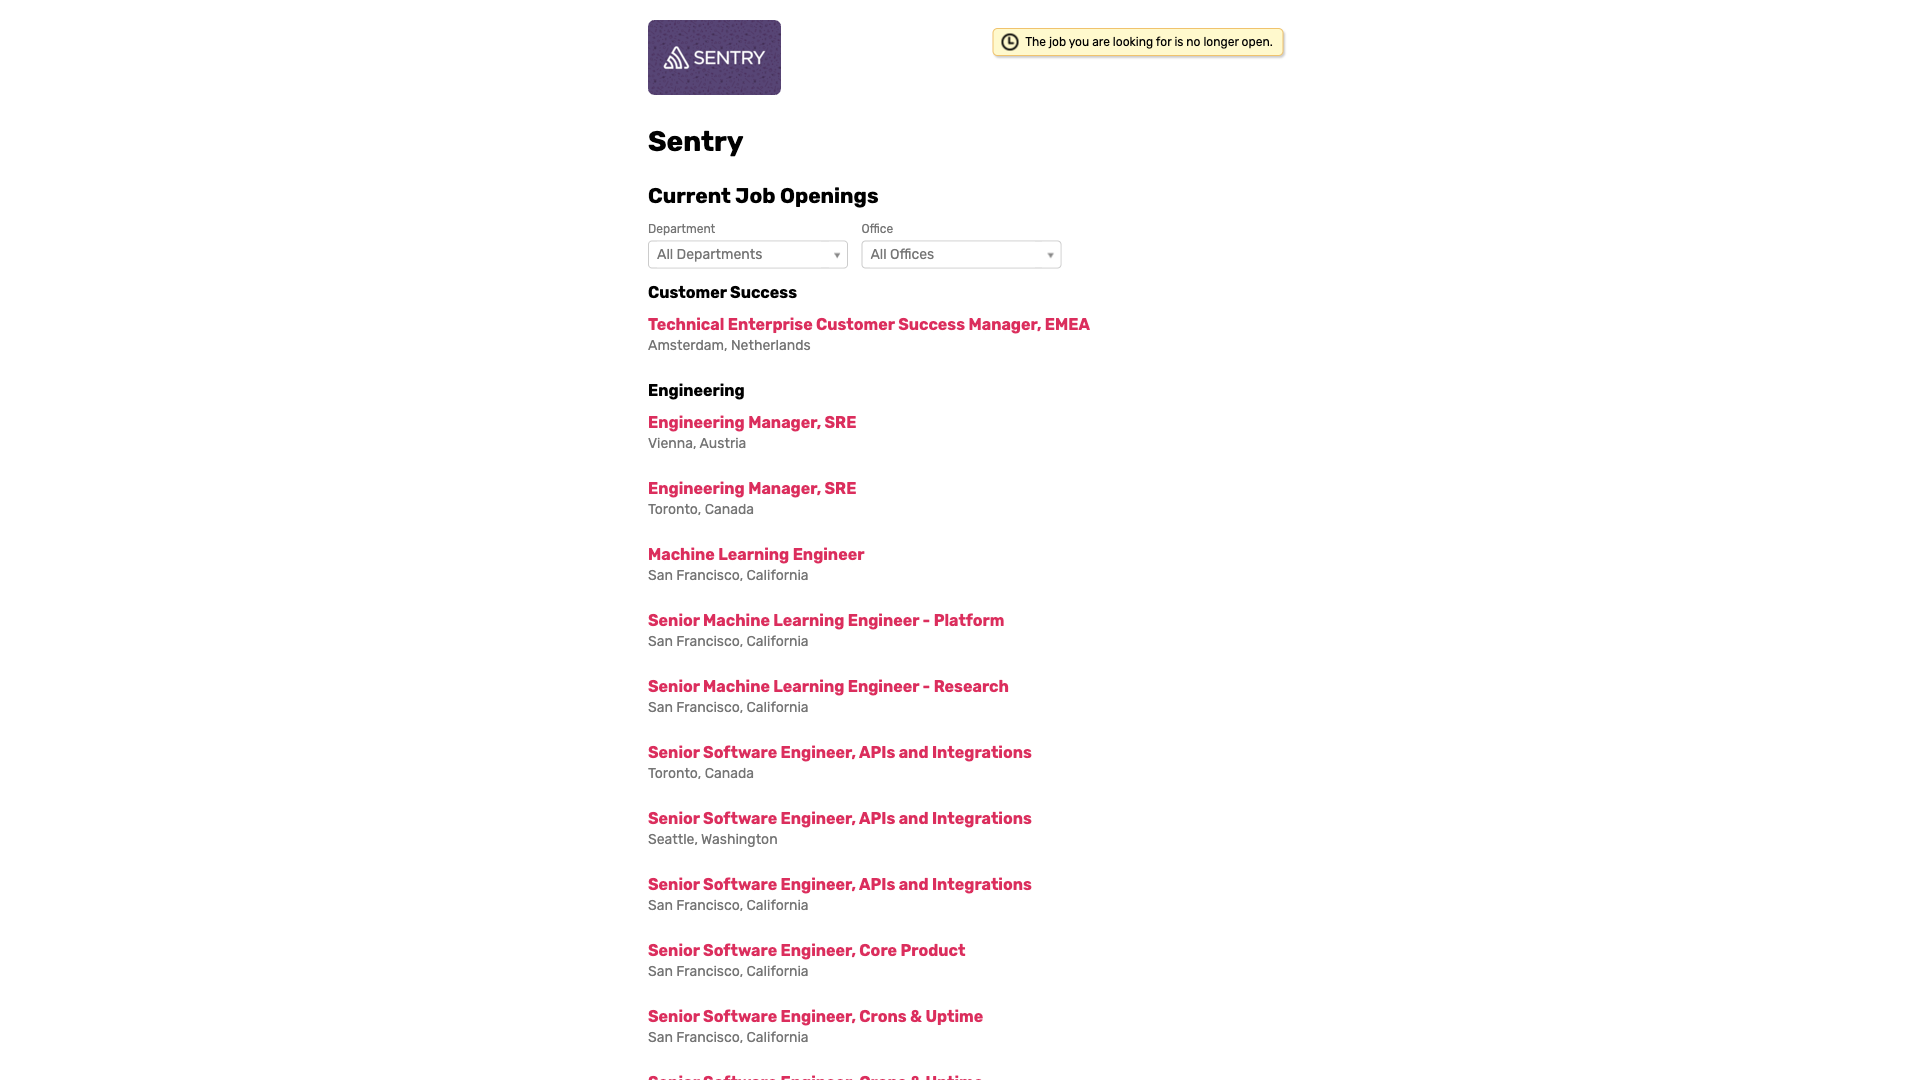 SENTRY
The job you are looking for is no longer open.
Sentry
Current Job Openings
Department
Office
All Departments
All Offices
Customer Success
Technical Enterprise Customer Success Manager, EMEA
Amsterdam, Netherlands
Engineering
Engineering Manager, SRE
Vienna, Austria
Engineering Manager, SRE
Toronto, Canada
Machine Learning Engineer
San Francisco, California
Senior Machine Learning Engineer - Platform
San Francisco, California
Senior Machine Learning Engineer - Research
San Francisco, California
Senior Software Engineer, APIs and Integrations
Toronto, Canada
Senior Software Engineer, APIs and Integrations
Seattle, Washington
Senior Software Engineer, APIs and Integrations
San Francisco, California
Senior Software Engineer, Core Product
San Francisco, California
Senior Software Engineer, Crons & Uptime
San Francisco, California
Senior Software Engineer, Crons & Uptime